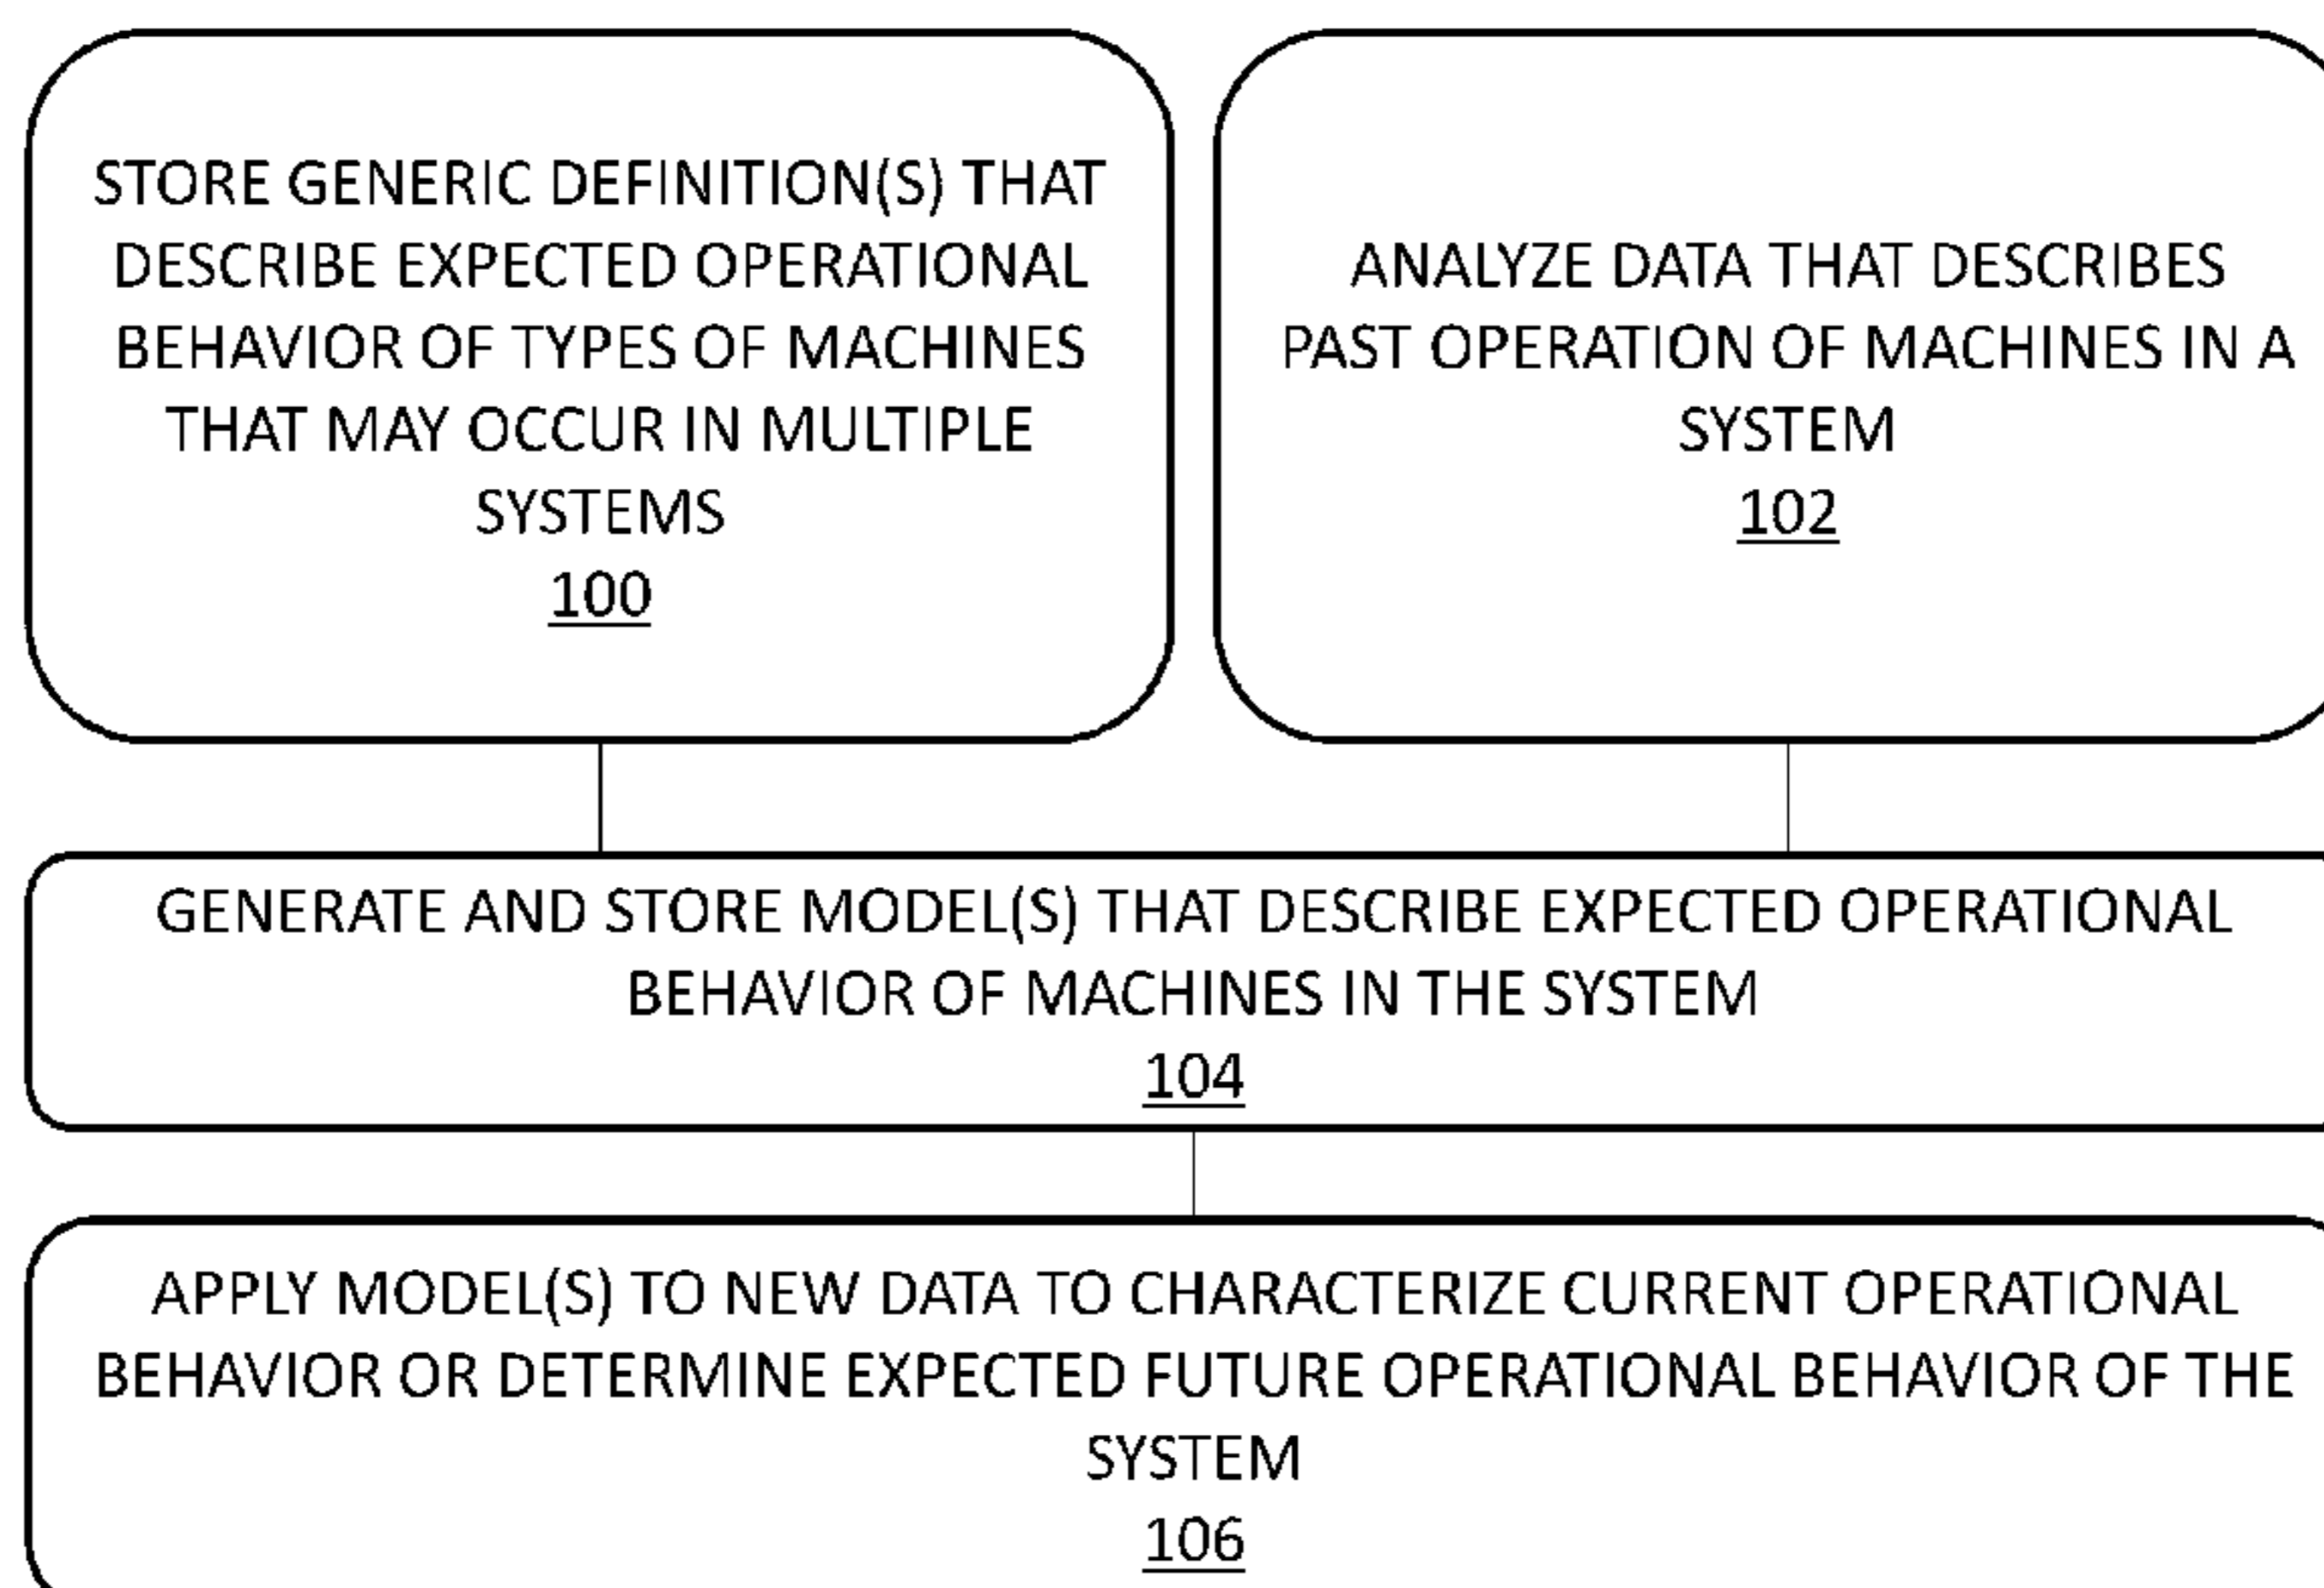 STORE GENERIC DEFINITION(S) THAT
DESCRIBE EXPECTED OPERATIONAL
BEHAVIOR OF TYPES OF MACHINES
THAT MAY OCCUR IN MULTIPLE
SYSTEMS
100
ANALYZE DATA THAT DESCRIBES
PAST OPERATION OF MACHINES IN A
SYSTEM
102
GENERATE AND STORE MODEL(S) THAT DESCRIBE EXPECTED OPERATIONAL
BEHAVIOR OF MACHINES IN THE SYSTEM
104
APPLY MODEL(S) TO NEW DATA TO CHARACTERIZE CURRENT OPERATIONAL
BEHAVIOR OR DETERMINE EXPECTED FUTURE OPERATIONAL BEHAVIOR OF THE
SYSTEM
106